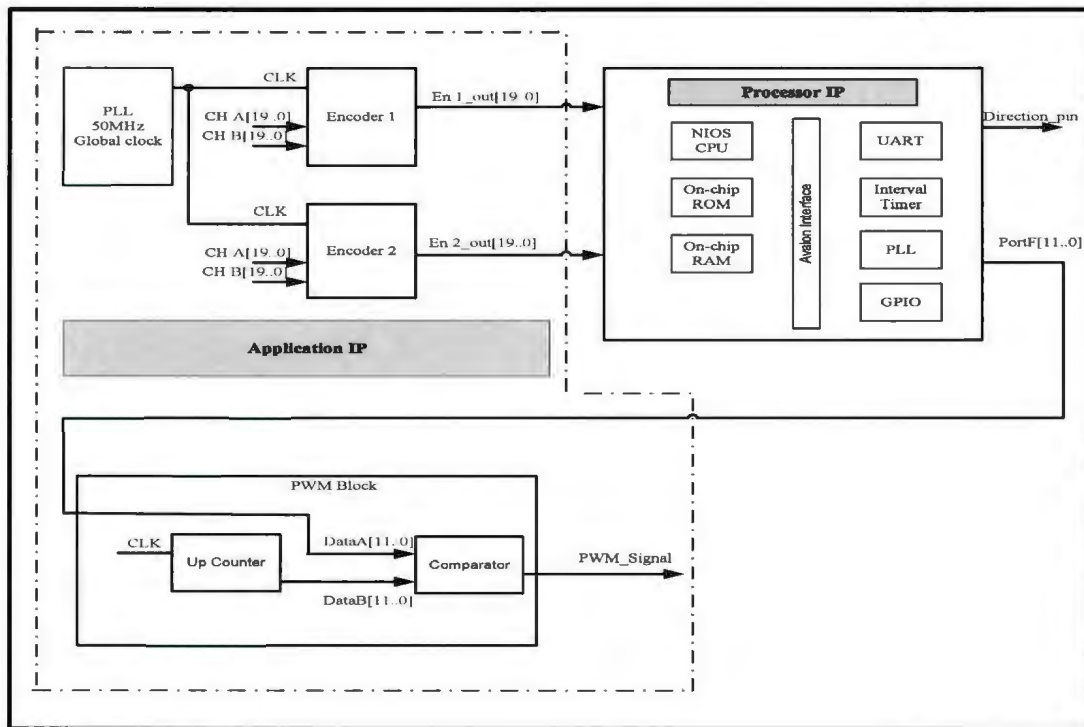 PLL
50MHz
Global clock
CLK
CH A[19..0]
CH B[19..0]
Encoder 1
En 1_out[19..0]
CLK
CH A[19..0]
CH B[19..0]
Encoder 2
En 2_out[19..0]
Application IP
Processor IP
NIOS
CPU
On-chip
ROM
On-chip
RAM
Avalon Interface
UART
Interval
Timer
PLL
GPIO
Direction_pin
PortF[11..0]
PWM Block
CLK
Up Counter
DataA[11..0]
DataB[11..0]
Comparator
PWM_Signal